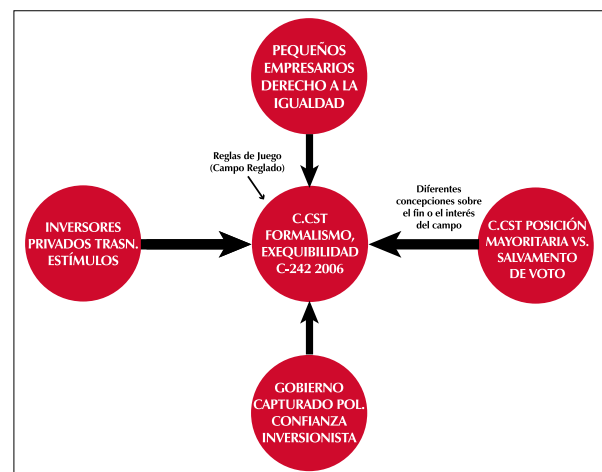 PEQUEÑOS
EMPRESARIOS
DERECHO A LA
IGUALDAD
Reglas de Juego
(Campo Reglado)
Diferentes
concepciones sobre
el fin o el interés
del campo
INVERSORES
PRIVADOS TRASN.
ESTÍMULOS
C.CST
FORMALISMO,
EXEQUIBILIDAD
C-242 2006
C.CST POSICIÓN
MAYORITARIA VS.
SALVAMENTO
DE VOTO
GOBIERNO
CAPTURADO POL.
CONFIANZA
INVERSIONISTA